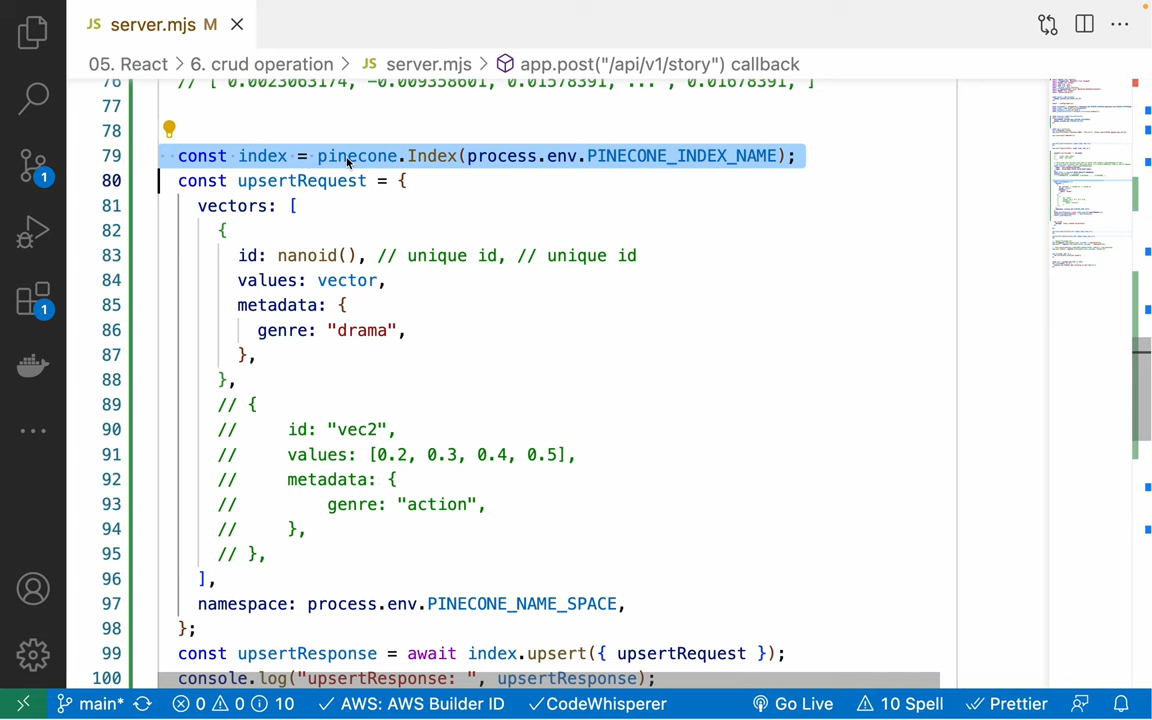 JS server.mjs M
05. React > 6. crud operation > JS server.mjs > app.post("/api/v1/story") callback
76 // [ 0.0023063174, -0.009358601, 0.01578391, ... , 0.01678391, ]
77
78
79 const index = pinecone.Index(process.env.PINECONE_INDEX_NAME);
80 const upsertRequest = {
81 vectors: [
82 {
83 id: nanoid(), // unique id, // unique id
84 values: vector,
85 metadata: {
86 genre: "drama",
87 },
88 },
89 // {
90 // id: "vec2",
91 // values: [0.2, 0.3, 0.4, 0.5],
92 // metadata: {
93 // genre: "action",
94 // },
95 // },
96 ],
97 namespace: process.env.PINECONE_NAME_SPACE,
98 };
99 const upsertResponse = await index.upsert({ upsertRequest });
100 console.log("upsertResponse: ", upsertResponse);
1
1
main* 0 0 10 AWS: AWS Builder ID CodeWhisperer Go Live 10 Spell Prettier